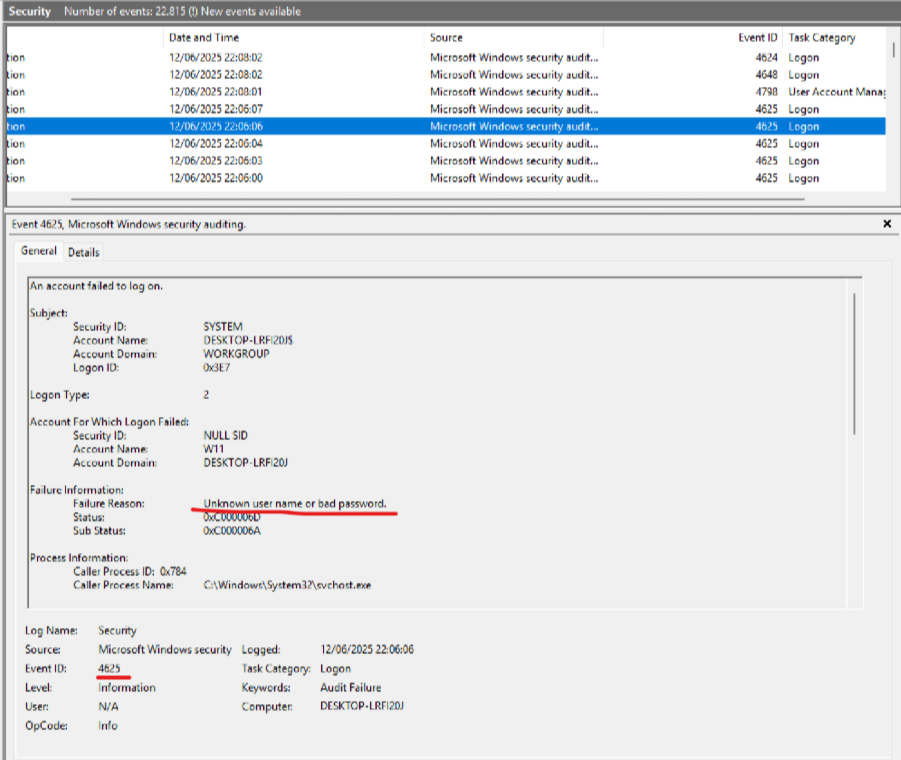 Security Number of events: 22.815 (!) New events available
Date and Time Source Event ID Task Category
tion 12/06/2025 22:08:02 Microsoft Windows security audit... 4624 Logon
tion 12/06/2025 22:08:02 Microsoft Windows security audit... 4648 Logon
tion 12/06/2025 22:08:01 Microsoft Windows security audit... 4798 User Account Manag
tion 12/06/2025 22:06:07 Microsoft Windows security audit... 4625 Logon
tion 12/06/2025 22:06:06 Microsoft Windows security audit... 4625 Logon
tion 12/06/2025 22:06:04 Microsoft Windows security audit... 4625 Logon
tion 12/06/2025 22:06:03 Microsoft Windows security audit... 4625 Logon
tion 12/06/2025 22:06:00 Microsoft Windows security audit... 4625 Logon
Event 4625, Microsoft Windows security auditing.
General Details
An account failed to log on.
Subject:
Security ID: SYSTEM
Account Name: DESKTOP-LRFI20J$
Account Domain: WORKGROUP
Logon ID: 0x3E7
Logon Type: 2
Account For Which Logon Failed:
Security ID: NULL SID
Account Name: W11
Account Domain: DESKTOP-LRFI20J
Failure Information:
Failure Reason: Unknown user name or bad password.
Status: 0xC000006D
Sub Status: 0xC000006A
Process Information:
Caller Process ID: 0x784
Caller Process Name: C:\Windows\System32\svchost.exe
Log Name: Security
Source: Microsoft Windows security Logged: 12/06/2025 22:06:06
Event ID: 4625 Task Category: Logon
Level: Information Keywords: Audit Failure
User: N/A Computer: DESKTOP-LRFI20J
OpCode: Info